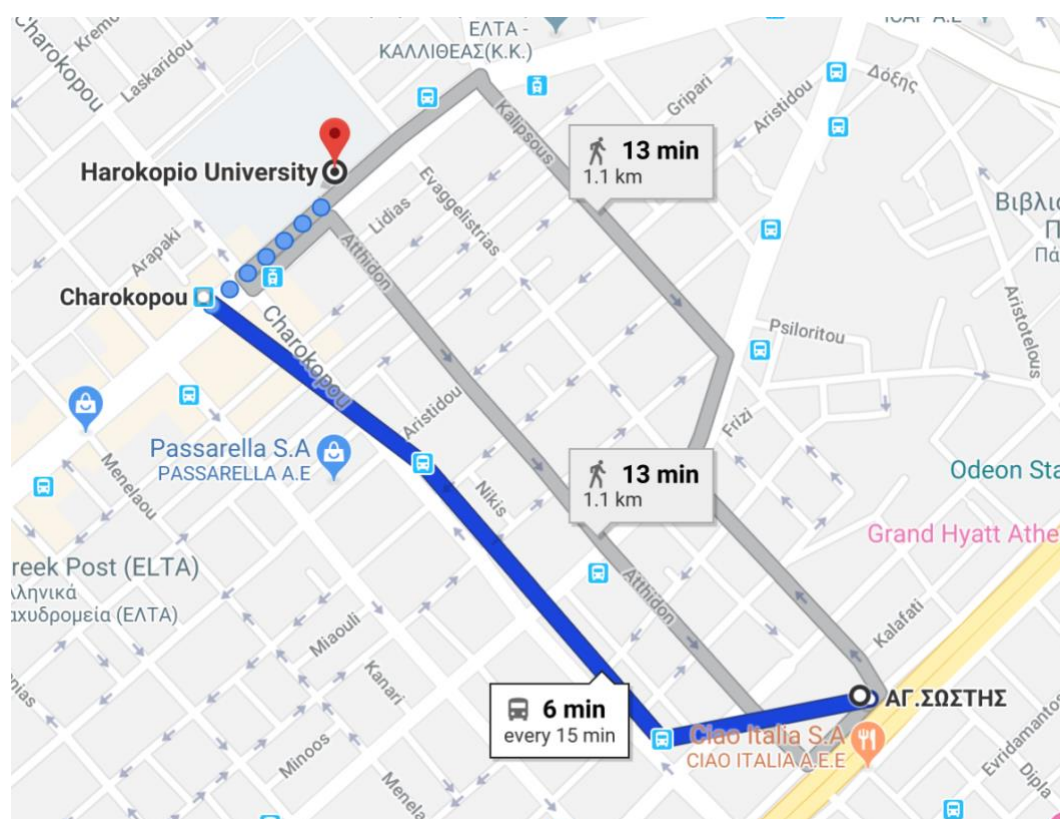 Charokopou
Kremo
Laskaridou
ΕΛΤΑ -
ΚΑΛΛΙΘΕΑΣ(Κ.Κ.)
ICAP A.E
Δόξης
Gripari
Aristidou
Kalipsous
13 min
1.1 km
Harokopio University
Evaggelistrias
Lidias
Atthidon
Arapaki
Charokopou
Charokopou
Psiloritou
Aristotelous
Aristidou
Frizi
Passarella S.A
PASSARELLA A.E
Menelaou
Nikis
13 min
1.1 km
Odeon Sta
Grand Hyatt Athe
reek Post (ELTA)
λληνικά
αχυδρομεία (ΕΛΤΑ)
Atthidon
Kalafati
Miaouli
Kanari
Minoos
Menela
6 min
every 15 min
ΑΓ.ΣΩΣΤΗΣ
Ciao Italia S.A
CIAO ITALIA A.E.E
Evridamantos
Dipla